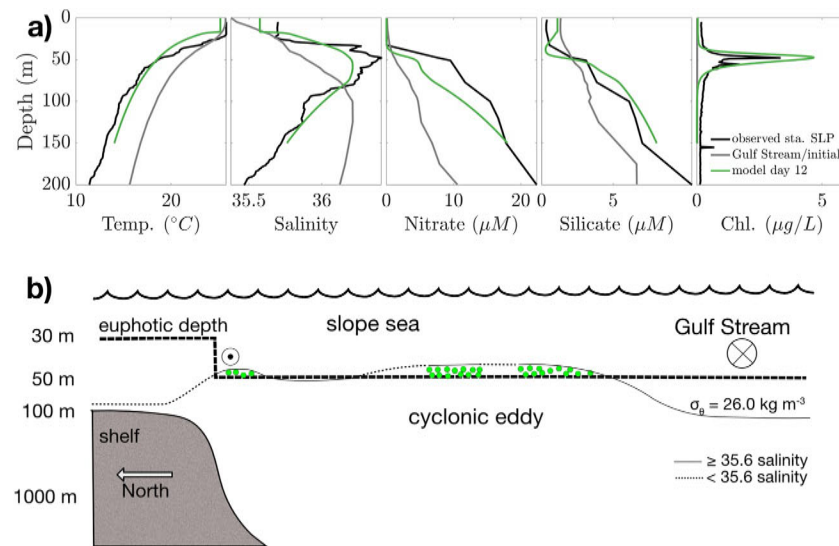 a)
Depth (m)
0
50
100
150
200
10 20
Temp. (°C)
35.5 36
Salinity
0 10 20
Nitrate (μM)
0 5
Silicate (μM)
0 5
Chl. (μg/L)
observed sta. SLP
Gulf Stream/initial
model day 12
b)
euphotic depth
slope sea
Gulf Stream
30 m
50 m
100 m
1000 m
cyclonic eddy
σθ = 26.0 kg m⁻³
shelf
North
≥ 35.6 salinity
< 35.6 salinity